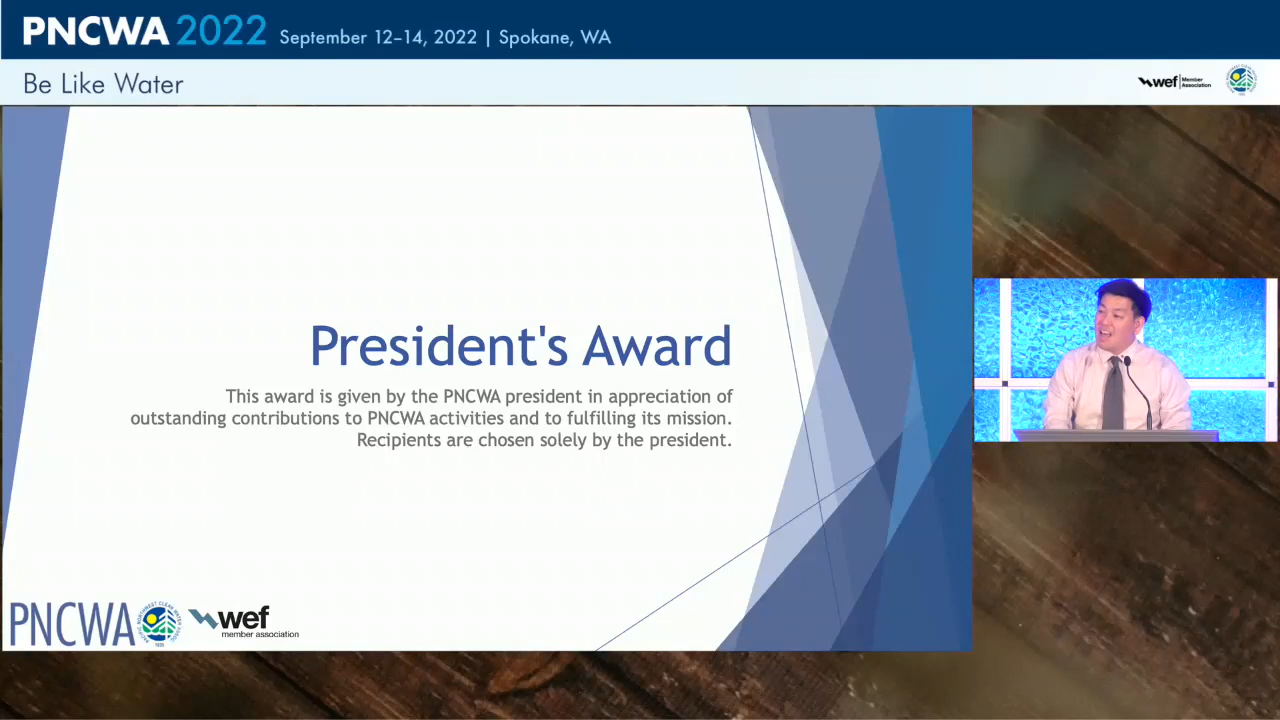 PNCWA 2022 September 12–14, 2022 | Spokane, WA
Be Like Water
wef Member Association
President's Award
This award is given by the PNCWA president in appreciation of
outstanding contributions to PNCWA activities and to fulfilling its mission.
Recipients are chosen solely by the president.
PNCWA
wef
member association